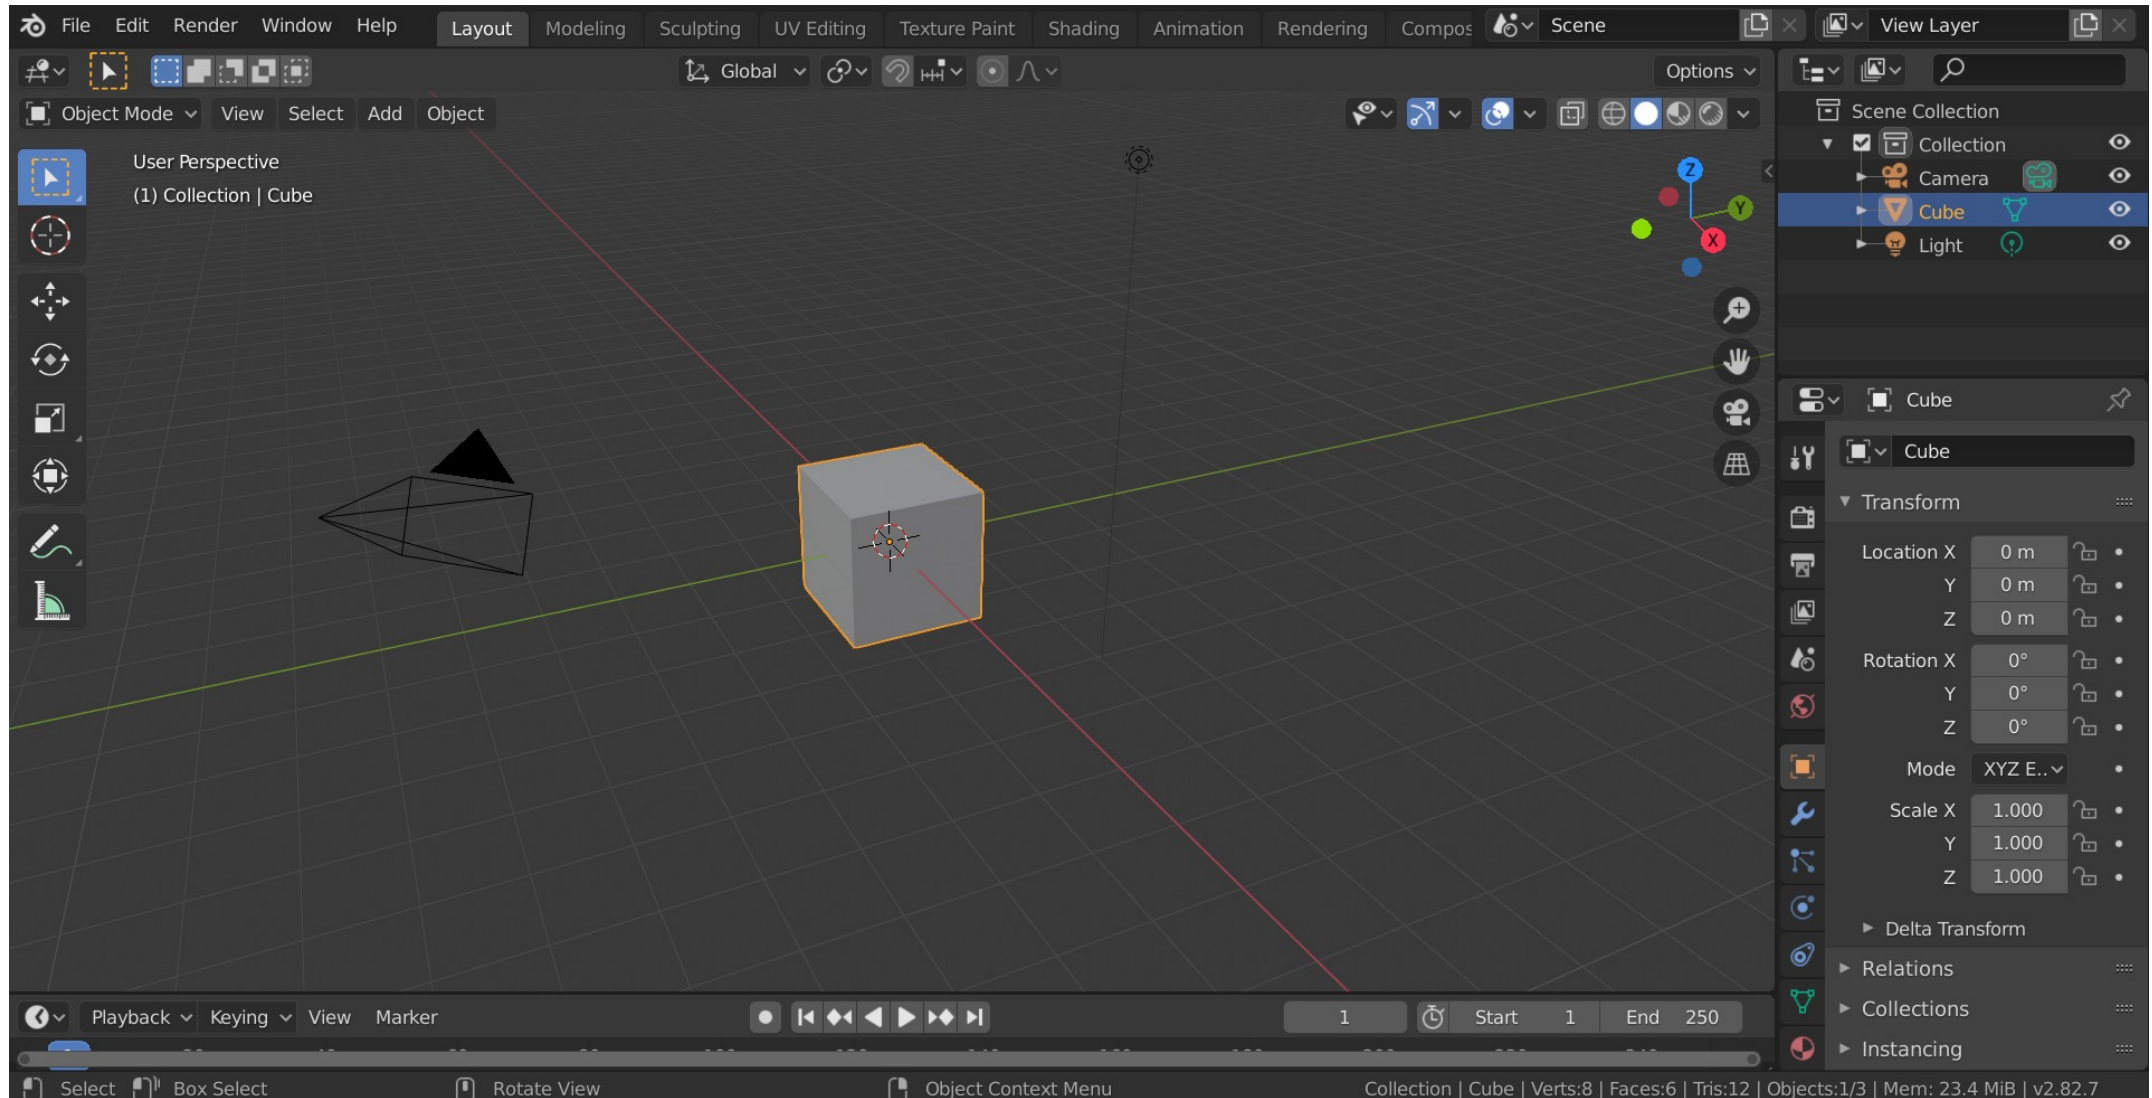 File Edit Render Window Help Layout Modeling Sculpting UV Editing Texture Paint Shading Animation Rendering Compos Scene View Layer
Global Options
Object Mode View Select Add Object
User Perspective
(1) Collection | Cube
Z
Y
X
Scene Collection
Collection
Camera
Cube
Light
Cube
Cube
Transform
Location X 0 m
Y 0 m
Z 0 m
Rotation X 0°
Y 0°
Z 0°
Mode XYZ E..
Scale X 1.000
Y 1.000
Z 1.000
Delta Transform
Relations
Collections
Instancing
Playback Keying View Marker 1 Start 1 End 250
Select Box Select Rotate View Object Context Menu Collection | Cube | Verts:8 | Faces:6 | Tris:12 | Objects:1/3 | Mem: 23.4 MiB | v2.82.7